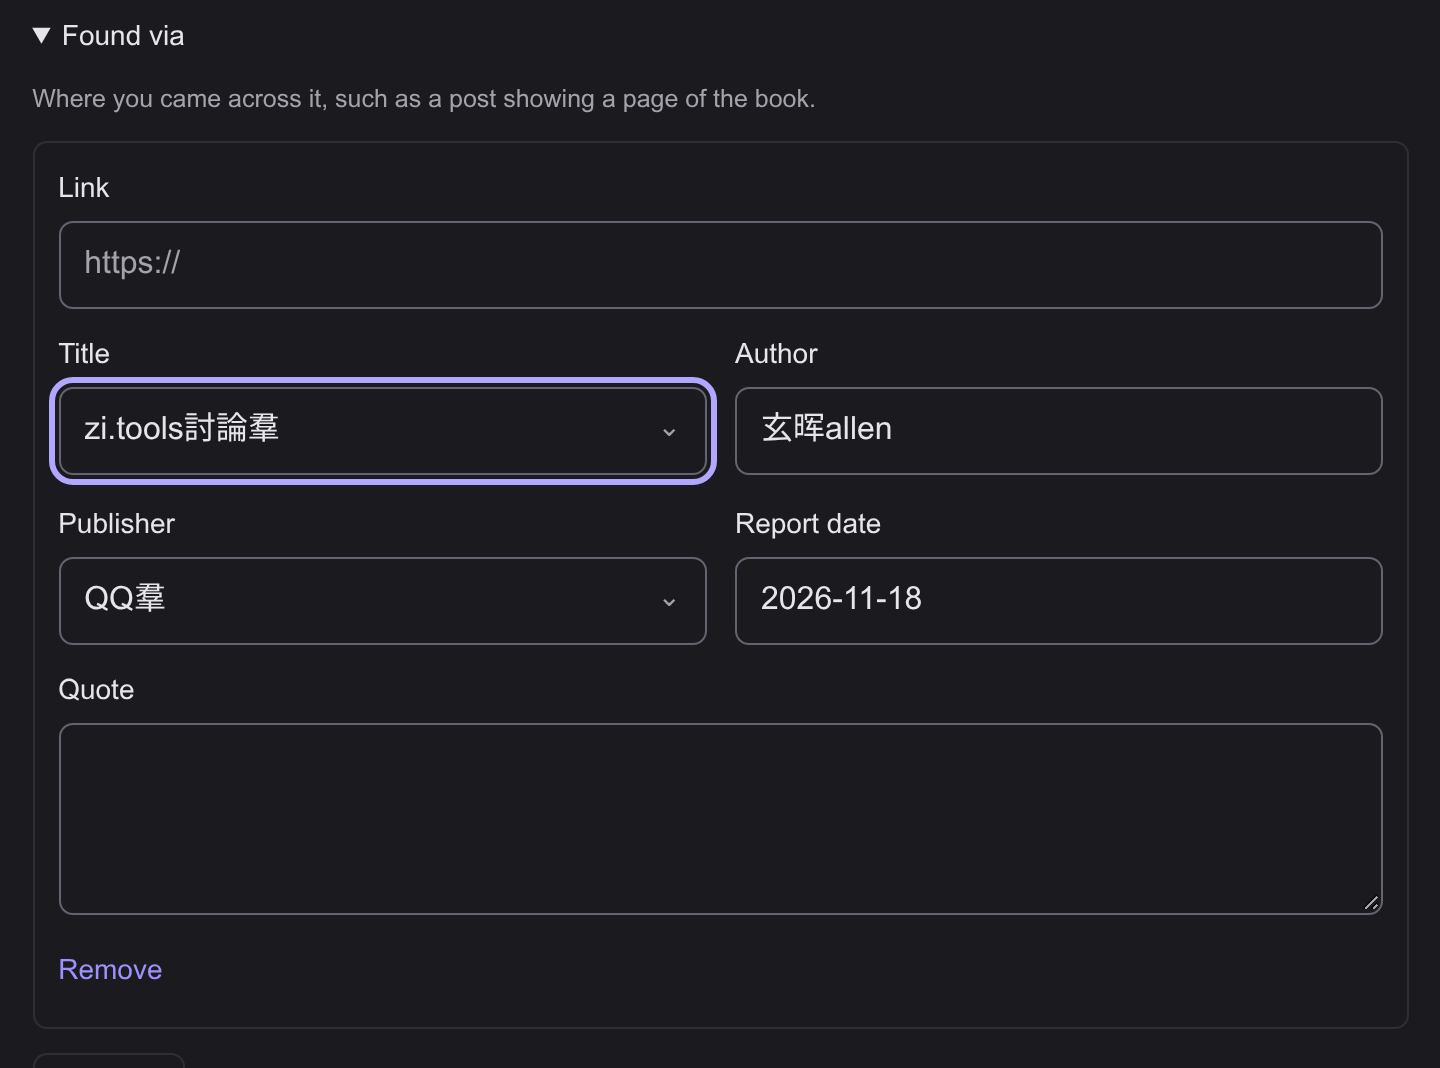 Found via
Where you came across it, such as a post showing a page of the book.
Link
https://
Title
Author
zi.tools討論羣
玄晖allen
Publisher
Report date
QQ羣
2026-11-18
Quote
Remove